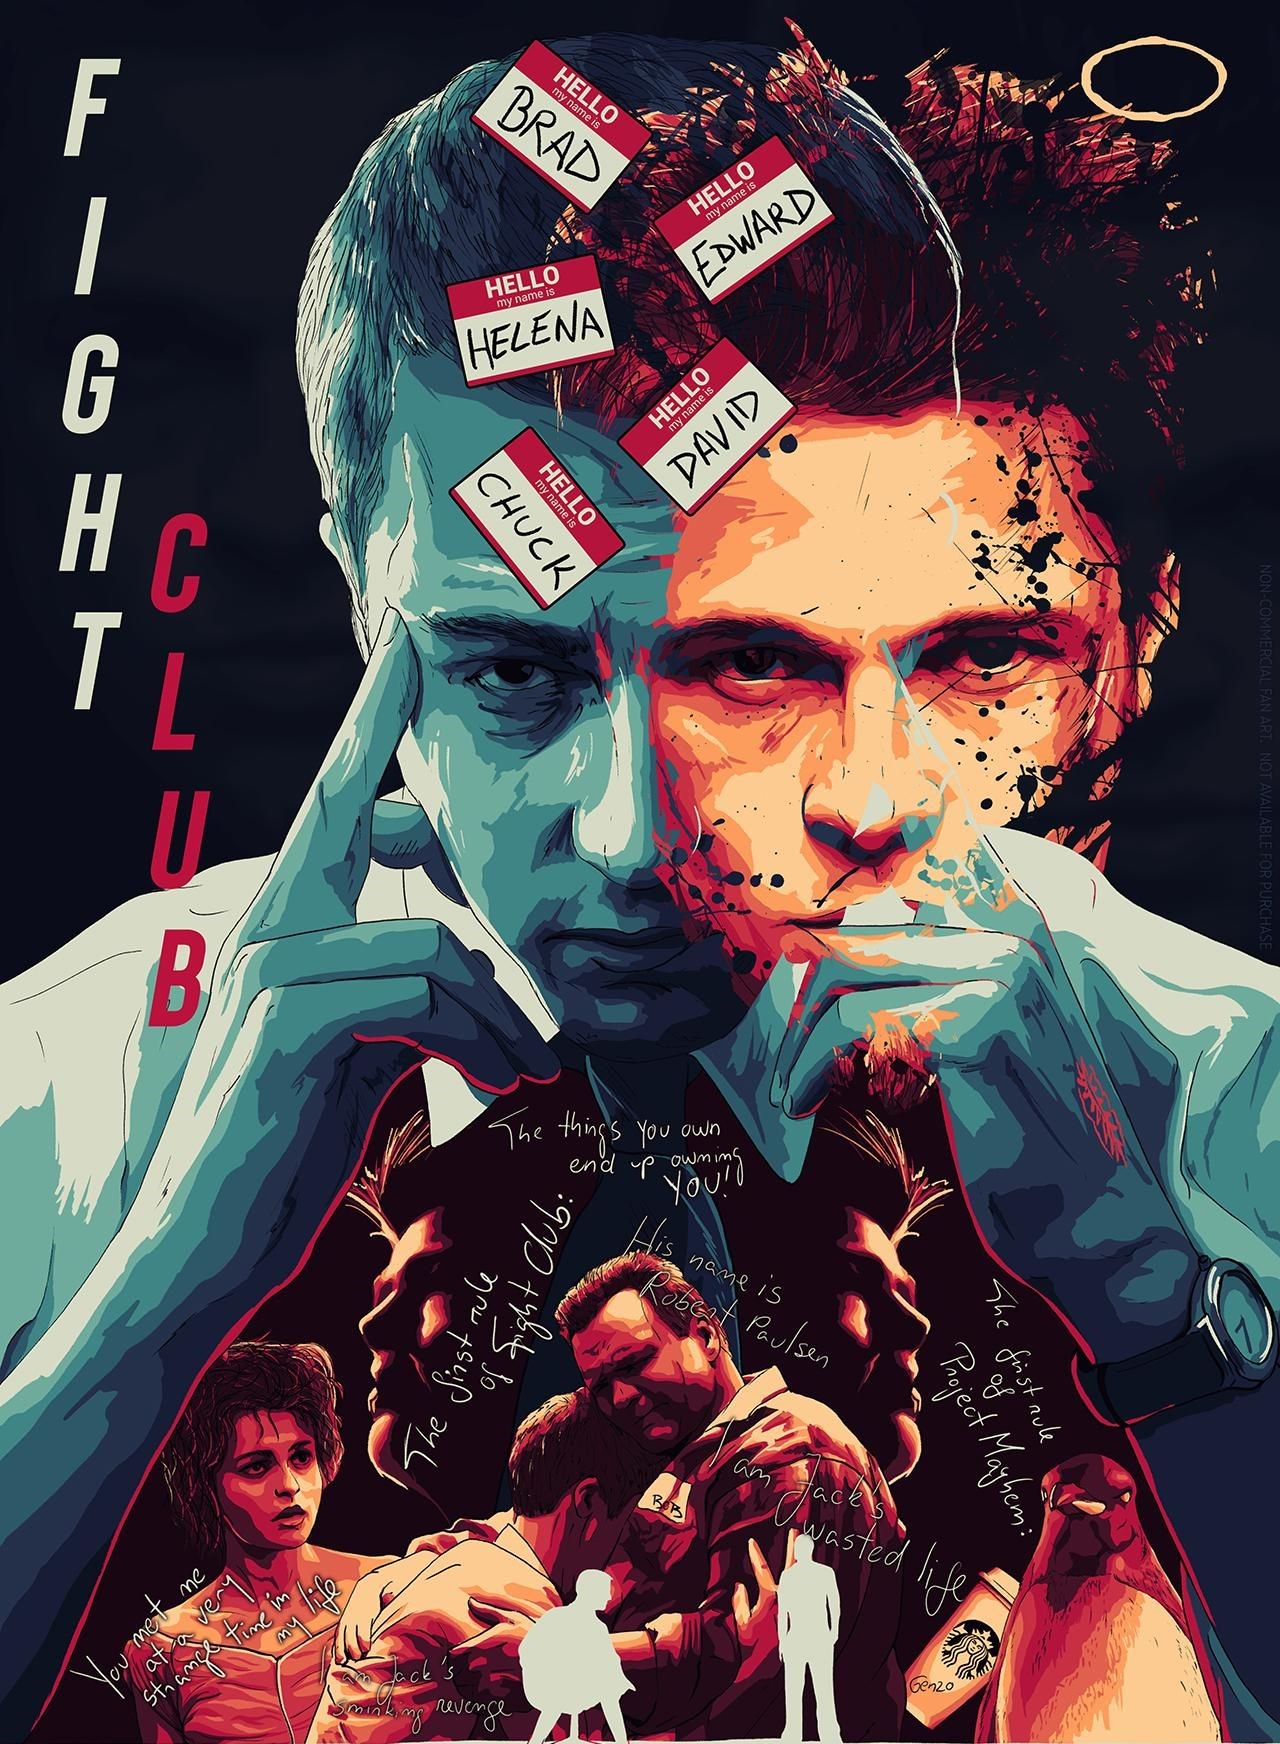 FIGHT
CLUB
HELLO
my name is
BRAD
HELLO
my name is
EDWARD
HELLO
my name is
HELENA
HELLO
my name is
DAVID
HELLO
my name is
CHUCK
NON-COMMERCIAL FAN ART. NOT AVAILABLE FOR PURCHASE
The things you own
end up owning
YOU!
The first rule
of Fight Club:
His name is
Robert Paulsen
The first rule
of
Project Mayhem:
I am Jack's
wasted life
BOB
You met me
at a very
strange time in
my life
I am Jack's
smirking revenge
Genzo